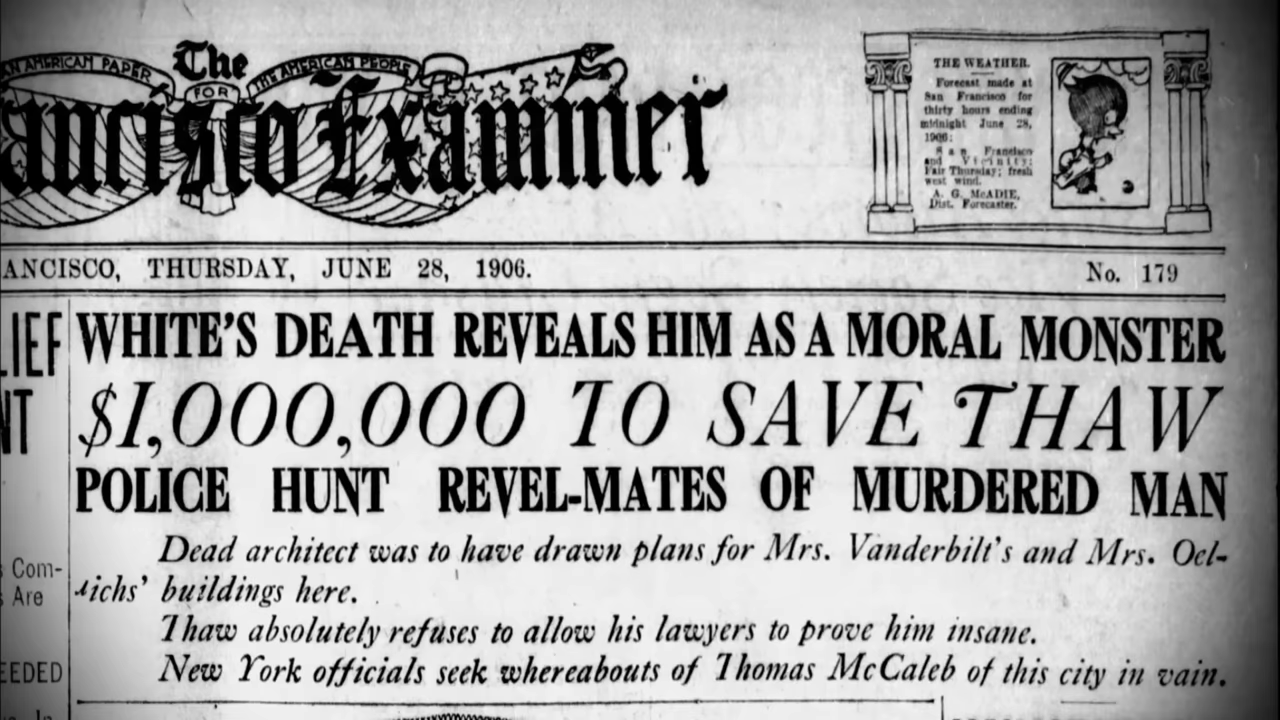 The
AN AMERICAN PAPER FOR THE AMERICAN PEOPLE
ancisco Examiner
THE WEATHER.
Forecast made at
San Francisco for
thirty hours ending
midnight June 28,
1906:
San Francisco
and Vicinity:
Fair Thursday; fresh
west wind.
A. G. McADIE,
Dist. Forecaster.
ANCISCO, THURSDAY, JUNE 28, 1906.
No. 179
LIEF
NT
Com-
Are
EEDED
In
WHITE'S DEATH REVEALS HIM AS A MORAL MONSTER
$1,000,000 TO SAVE THAW
POLICE HUNT REVEL-MATES OF MURDERED MAN
Dead architect was to have drawn plans for Mrs. Vanderbilt's and Mrs. Oel-
richs' buildings here.
Thaw absolutely refuses to allow his lawyers to prove him insane.
New York officials seek whereabouts of Thomas McCaleb of this city in vain.